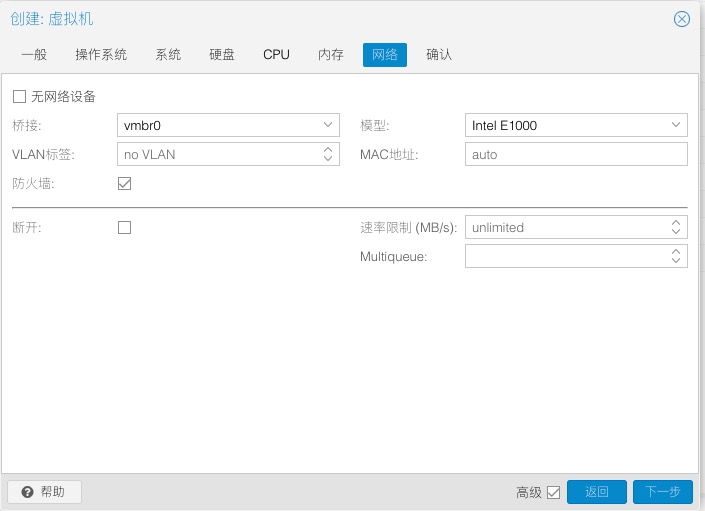 创建: 虚拟机
一般 操作系统 系统 硬盘 CPU 内存 网络 确认
无网络设备
桥接: vmbr0 模型: Intel E1000
VLAN标签: no VLAN MAC地址: auto
防火墙:
断开: 速率限制 (MB/s): unlimited
Multiqueue:
帮助 高级 返回 下一步